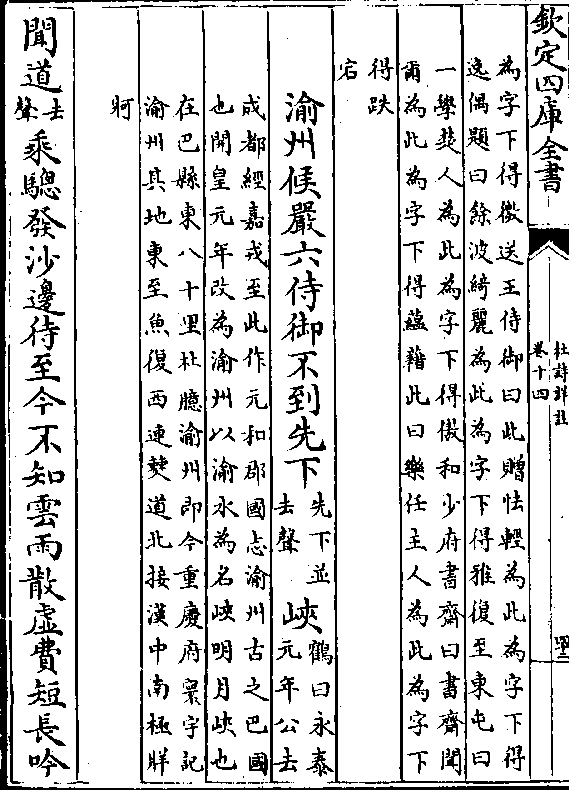 欽定四庫全書
杜詩詳註
卷十四
四十二
為字下得微送王侍御曰此贈怯輕為此為字下得
逸偶題曰餘波綺麗為此為字下得雅復至東屯曰
一學楚人為此為字下得傲和少府書齋曰書齋聞
爾為此為字下得蘊藉此曰樂任主人為此為字下
得跌
宕
渝州候嚴六侍御不到先下先下並去聲峽鶴曰永泰元年公去
成都經嘉戎至此作元和郡國志渝州古之巴國
也開皇元年改為渝州以渝水為名峽明月峽也
在巴縣東八十里杜臆渝州即今重慶府寰宇記
渝州其地東至魚復西連僰道北接漢中南極牂
牁
聞道去聲乘驄發沙邊待至今不知雲雨散虛費短長吟